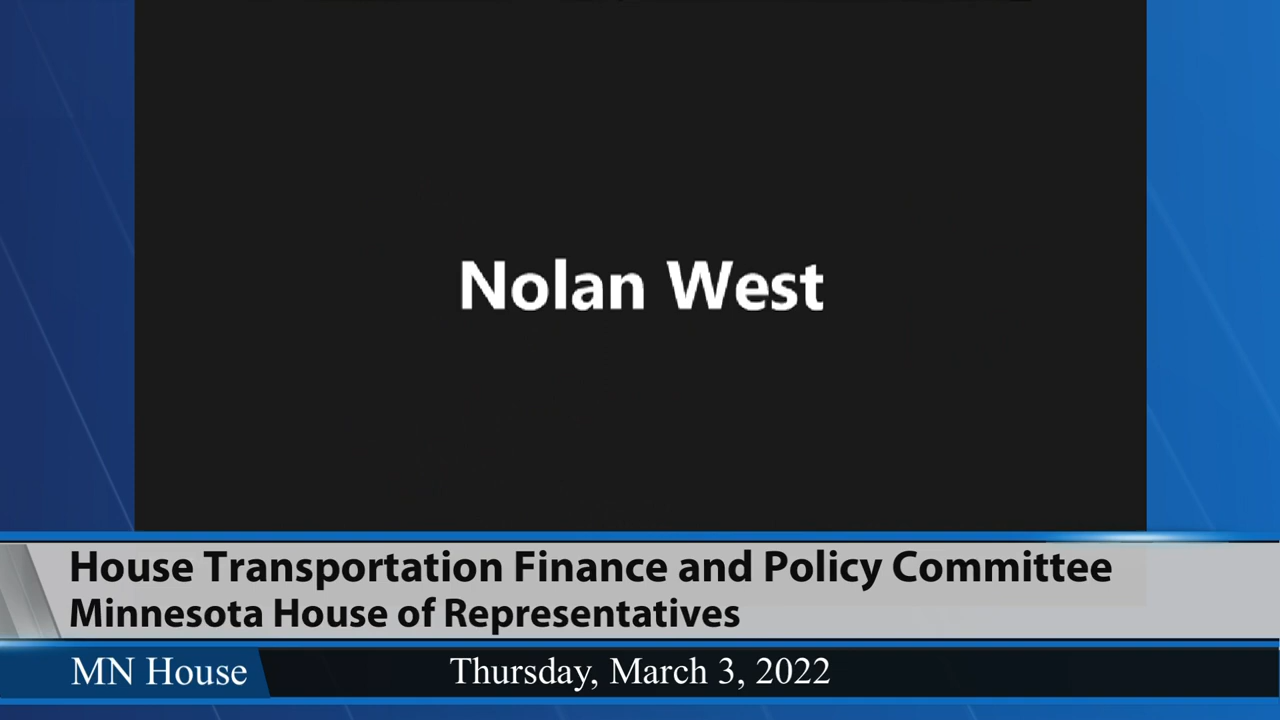 Nolan West
House Transportation Finance and Policy Committee
Minnesota House of Representatives
MN House
Thursday, March 3, 2022